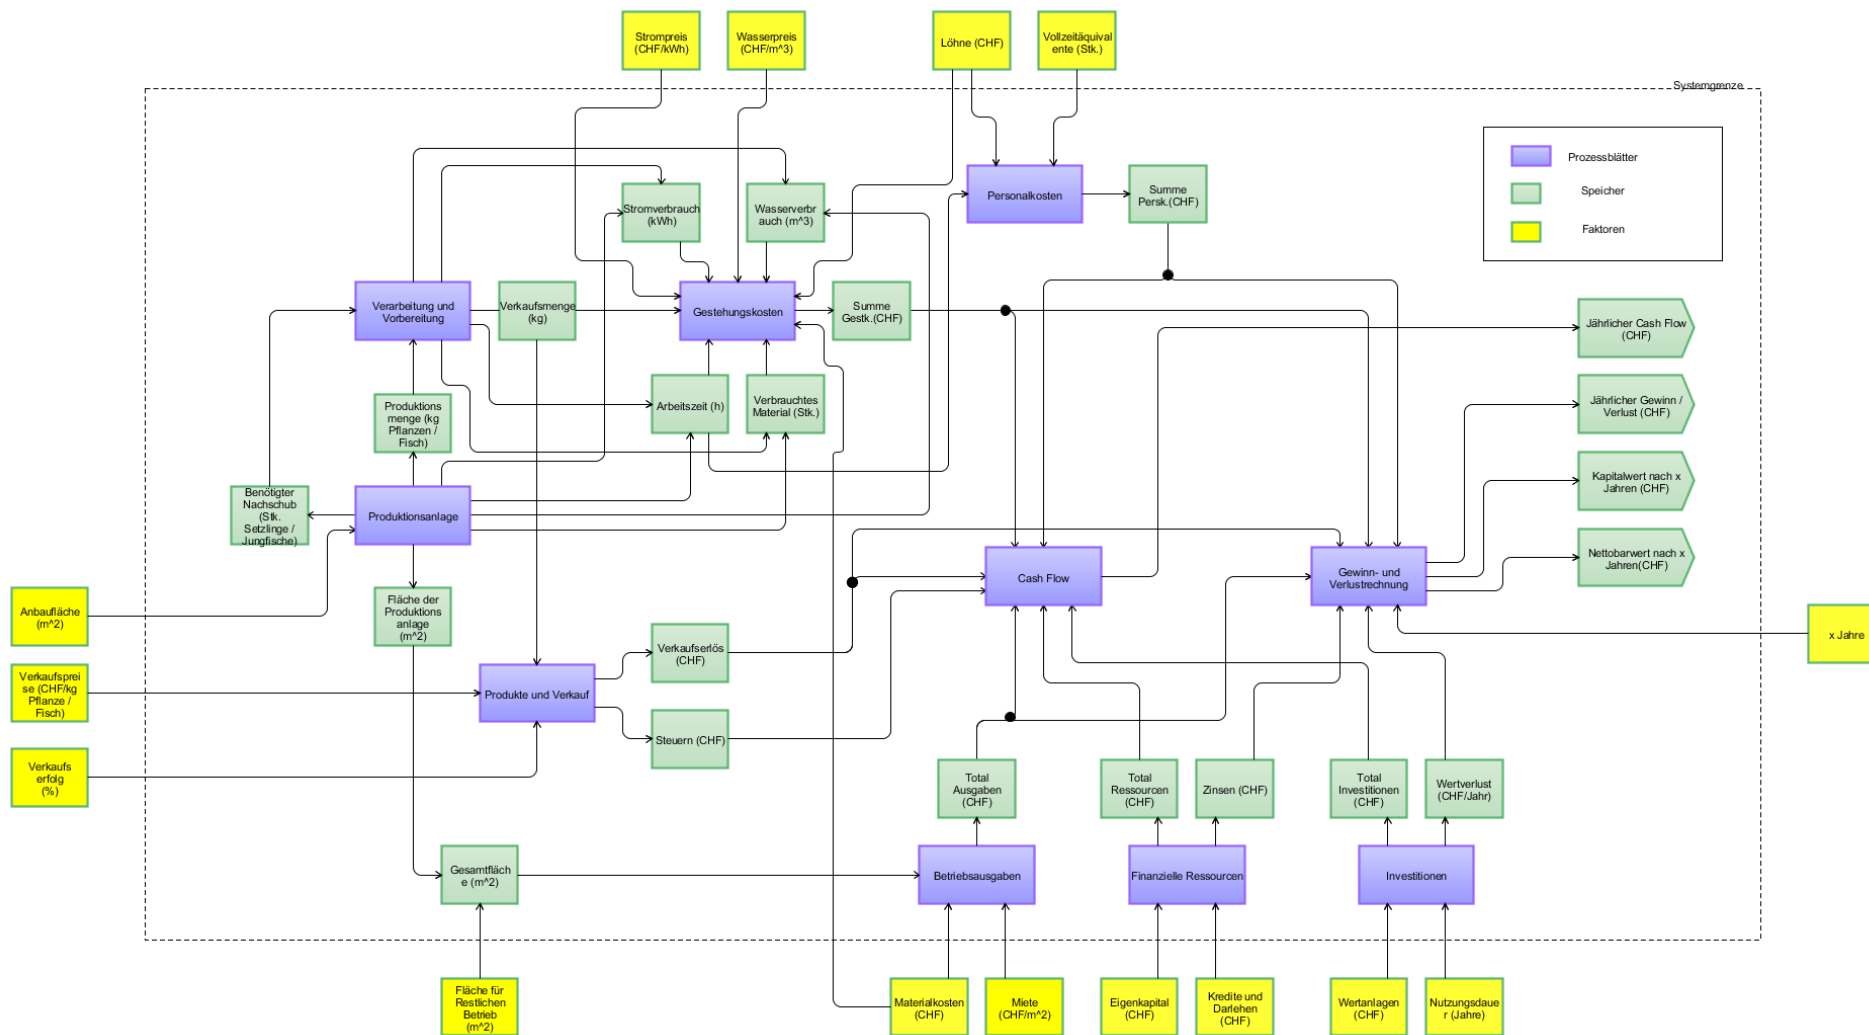 Strompreis
(CHF/kWh)
Wasserpreis
(CHF/m^3)
Löhne (CHF)
Vollzeitäquival
ente (Stk.)
Systemgrenze
Prozessblätter
Speicher
Faktoren
Personalkosten
Summe
Persk.(CHF)
Stromverbrauch
(kWh)
Wasserverbr
auch (m^3)
Verarbeitung und
Vorbereitung
Verkaufsmenge
(kg)
Gestehungskosten
Summe
Gestk.(CHF)
Jährlicher Cash Flow
(CHF)
Produktions
menge (kg
Pflanzen /
Fisch)
Arbeitszeit (h)
Verbrauchtes
Material (Stk.)
Jährlicher Gewinn /
Verlust (CHF)
Kapitalwert nach x
Jahren (CHF)
Benötigter
Nachschub
(Stk.
Setzlinge /
Jungfische)
Produktionsanlage
Nettobarwert nach x
Jahren(CHF)
Cash Flow
Gewinn- und
Verlustrechnung
Anbaufläche
(m^2)
Fläche der
Produktions
anlage
(m^2)
x Jahre
Verkaufserlös
(CHF)
Verkaufsprei
se (CHF/kg
Pflanze /
Fisch)
Produkte und Verkauf
Steuern (CHF)
Verkaufs
erfolg
(%)
Total
Ausgaben
(CHF)
Total
Ressourcen
(CHF)
Zinsen (CHF)
Total
Investitionen
(CHF)
Wertverlust
(CHF/Jahr)
Gesamtfläch
e (m^2)
Betriebsausgaben
Finanzielle Ressourcen
Investitionen
Fläche für
Restlichen
Betrieb
(m^2)
Materialkosten
(CHF)
Miete
(CHF/m^2)
Eigenkapital
(CHF)
Kredite und
Darlehen
(CHF)
Wertanlagen
(CHF)
Nutzungsdaue
r (Jahre)